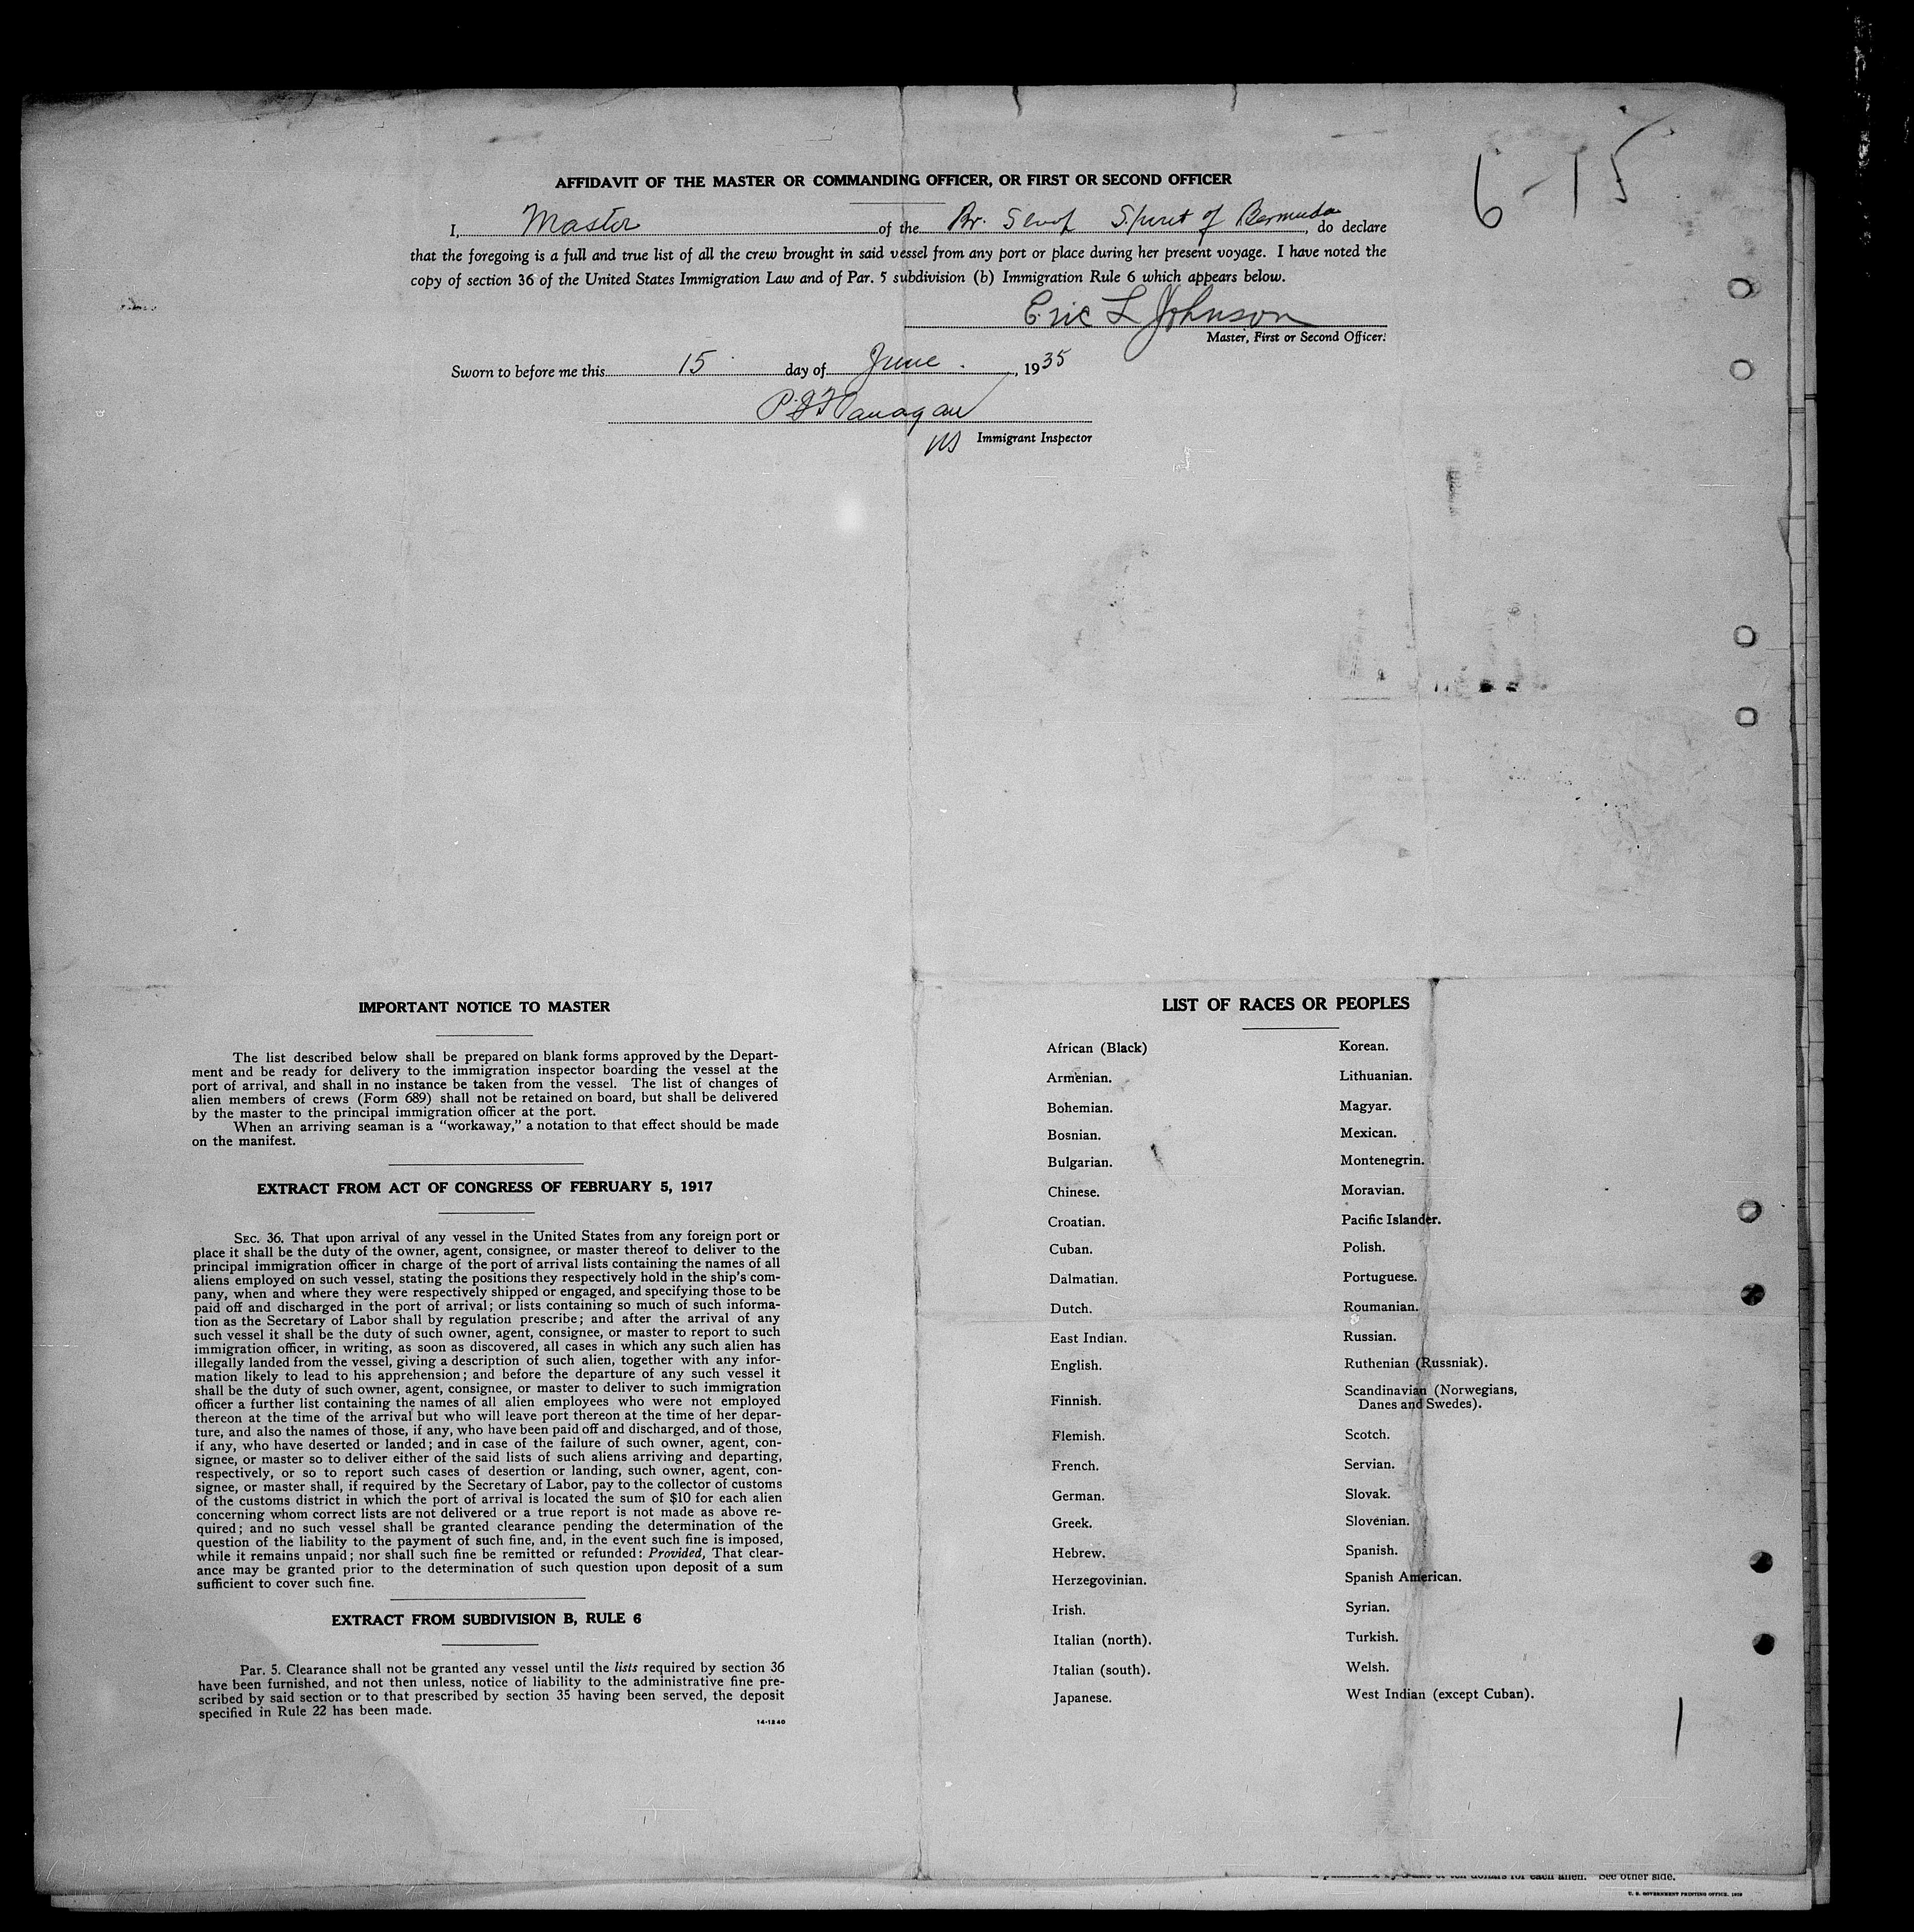 6-15
AFFIDAVIT OF THE MASTER OR COMMANDING OFFICER, OR FIRST OR SECOND OFFICER
I, Master of the Br. Spirit of Bermuda, do declare
that the foregoing is a full and true list of all the crew brought in said vessel from any port or place during her present voyage. I have noted the
copy of section 36 of the United States Immigration Law and of Par. 5 subdivision (b) Immigration Rule 6 which appears below.
Eric L Johnson
Master, First or Second Officer.
Sworn to before me this 15 day of June, 1935
P. J. Flanagan
US Immigrant Inspector
IMPORTANT NOTICE TO MASTER
The list described below shall be prepared on blank forms approved by the Depart-
ment and be ready for delivery to the immigration inspector boarding the vessel at the
port of arrival, and shall in no instance be taken from the vessel. The list of changes of
alien members of crews (Form 689) shall not be retained on board, but shall be delivered
by the master to the principal immigration officer at the port.
When an arriving seaman is a "workaway," a notation to that effect should be made
on the manifest.
EXTRACT FROM ACT OF CONGRESS OF FEBRUARY 5, 1917
SEC. 36. That upon arrival of any vessel in the United States from any foreign port or
place it shall be the duty of the owner, agent, consignee, or master thereof to deliver to the
principal immigration officer in charge of the port of arrival lists containing the names of all
aliens employed on such vessel, stating the positions they respectively hold in the ship's com-
pany, when and where they were respectively shipped or engaged, and specifying those to be
paid off and discharged in the port of arrival; or lists containing so much of such informa-
tion as the Secretary of Labor shall by regulation prescribe; and after the arrival of any
such vessel it shall be the duty of such owner, agent, consignee, or master to report to such
immigration officer, in writing, as soon as discovered, all cases in which any such alien has
illegally landed from the vessel, giving a description of such alien, together with any infor-
mation likely to lead to his apprehension; and before the departure of any such vessel it
shall be the duty of such owner, agent, consignee, or master to deliver to such immigration
officer a further list containing the names of all alien employees who were not employed
thereon at the time of the arrival but who will leave port thereon at the time of her depar-
ture, and also the names of those, if any, who have been paid off and discharged, and of those,
if any, who have deserted or landed; and in case of the failure of such owner, agent, con-
signee, or master so to deliver either of the said lists of such aliens arriving and departing,
respectively, or so to report such cases of desertion or landing, such owner, agent, con-
signee, or master shall, if required by the Secretary of Labor, pay to the collector of customs
of the customs district in which the port of arrival is located the sum of $10 for each alien
concerning whom correct lists are not delivered or a true report is not made as above re-
quired; and no such vessel shall be granted clearance pending the determination of the
question of the liability to the payment of such fine, and, in the event such fine is imposed,
while it remains unpaid; nor shall such fine be remitted or refunded: Provided, That clear-
ance may be granted prior to the determination of such question upon deposit of a sum
sufficient to cover such fine.
EXTRACT FROM SUBDIVISION B, RULE 6
Par. 5. Clearance shall not be granted any vessel until the lists required by section 36
have been furnished, and not then unless, notice of liability to the administrative fine pre-
scribed by said section or to that prescribed by section 35 having been served, the deposit
specified in Rule 22 has been made.
14-1240
LIST OF RACES OR PEOPLES
African (Black)
Armenian.
Bohemian.
Bosnian.
Bulgarian.
Chinese.
Croatian.
Cuban.
Dalmatian.
Dutch.
East Indian.
English.
Finnish.
Flemish.
French.
German.
Greek.
Hebrew.
Herzegovinian.
Irish.
Italian (north).
Italian (south).
Japanese.
Korean.
Lithuanian.
Magyar.
Mexican.
Montenegrin.
Moravian.
Pacific Islander.
Polish.
Portuguese.
Roumanian.
Russian.
Ruthenian (Russniak).
Scandinavian (Norwegians,
Danes and Swedes).
Scotch.
Servian.
Slovak.
Slovenian.
Spanish.
Spanish American.
Syrian.
Turkish.
Welsh.
West Indian (except Cuban).
1
of ten dollars for each alien. See other side.
U. S. GOVERNMENT PRINTING OFFICE